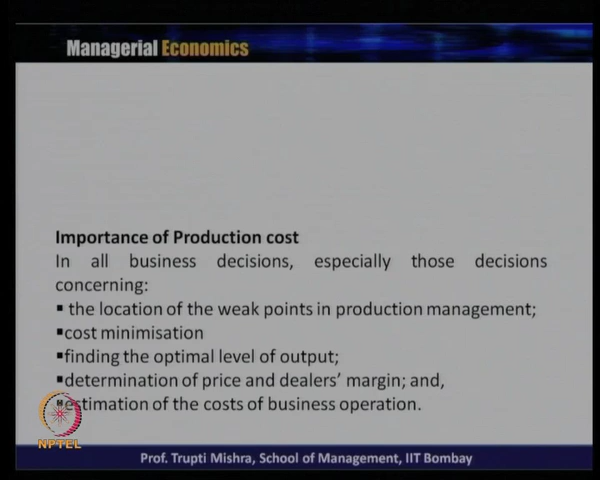 Managerial Economics
Importance of Production cost
In all business decisions, especially those decisions
concerning:
▪ the location of the weak points in production management;
▪cost minimisation
▪finding the optimal level of output;
▪determination of price and dealers' margin; and,
▪estimation of the costs of business operation.
NPTEL
Prof. Trupti Mishra, School of Management, IIT Bombay